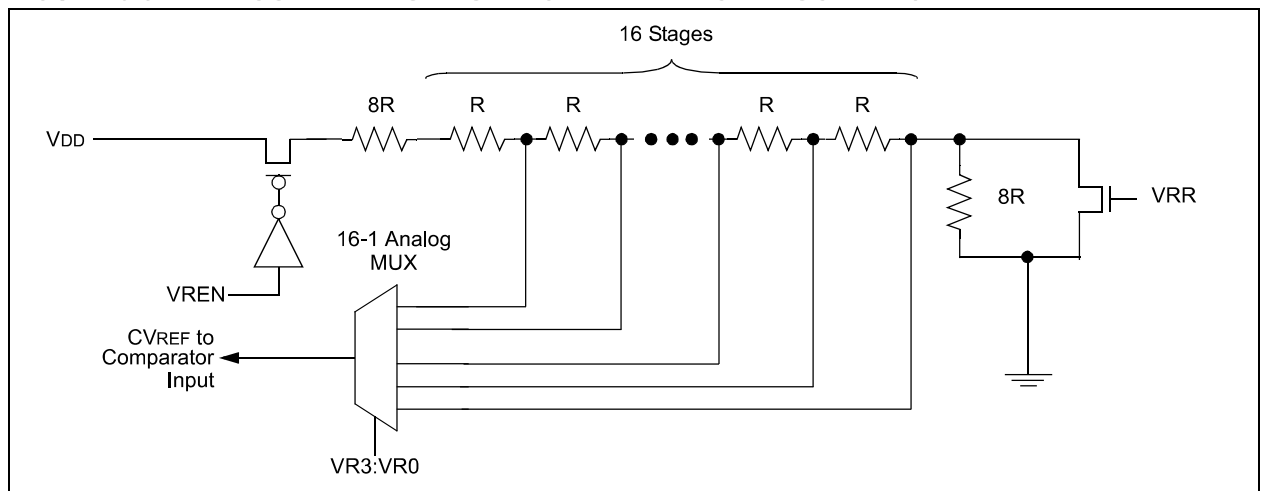 16 Stages
8R
R
R
R
R
VDD
8R
VRR
16-1 Analog
MUX
VREN
CVREF to
Comparator
Input
VR3:VR0